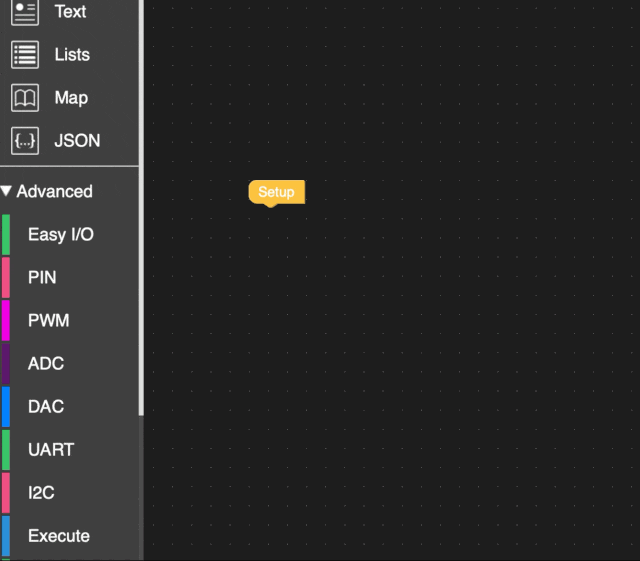 Text
Lists
Map
{...} JSON
Advanced
Easy I/O
PIN
PWM
ADC
DAC
UART
I2C
Execute
Setup